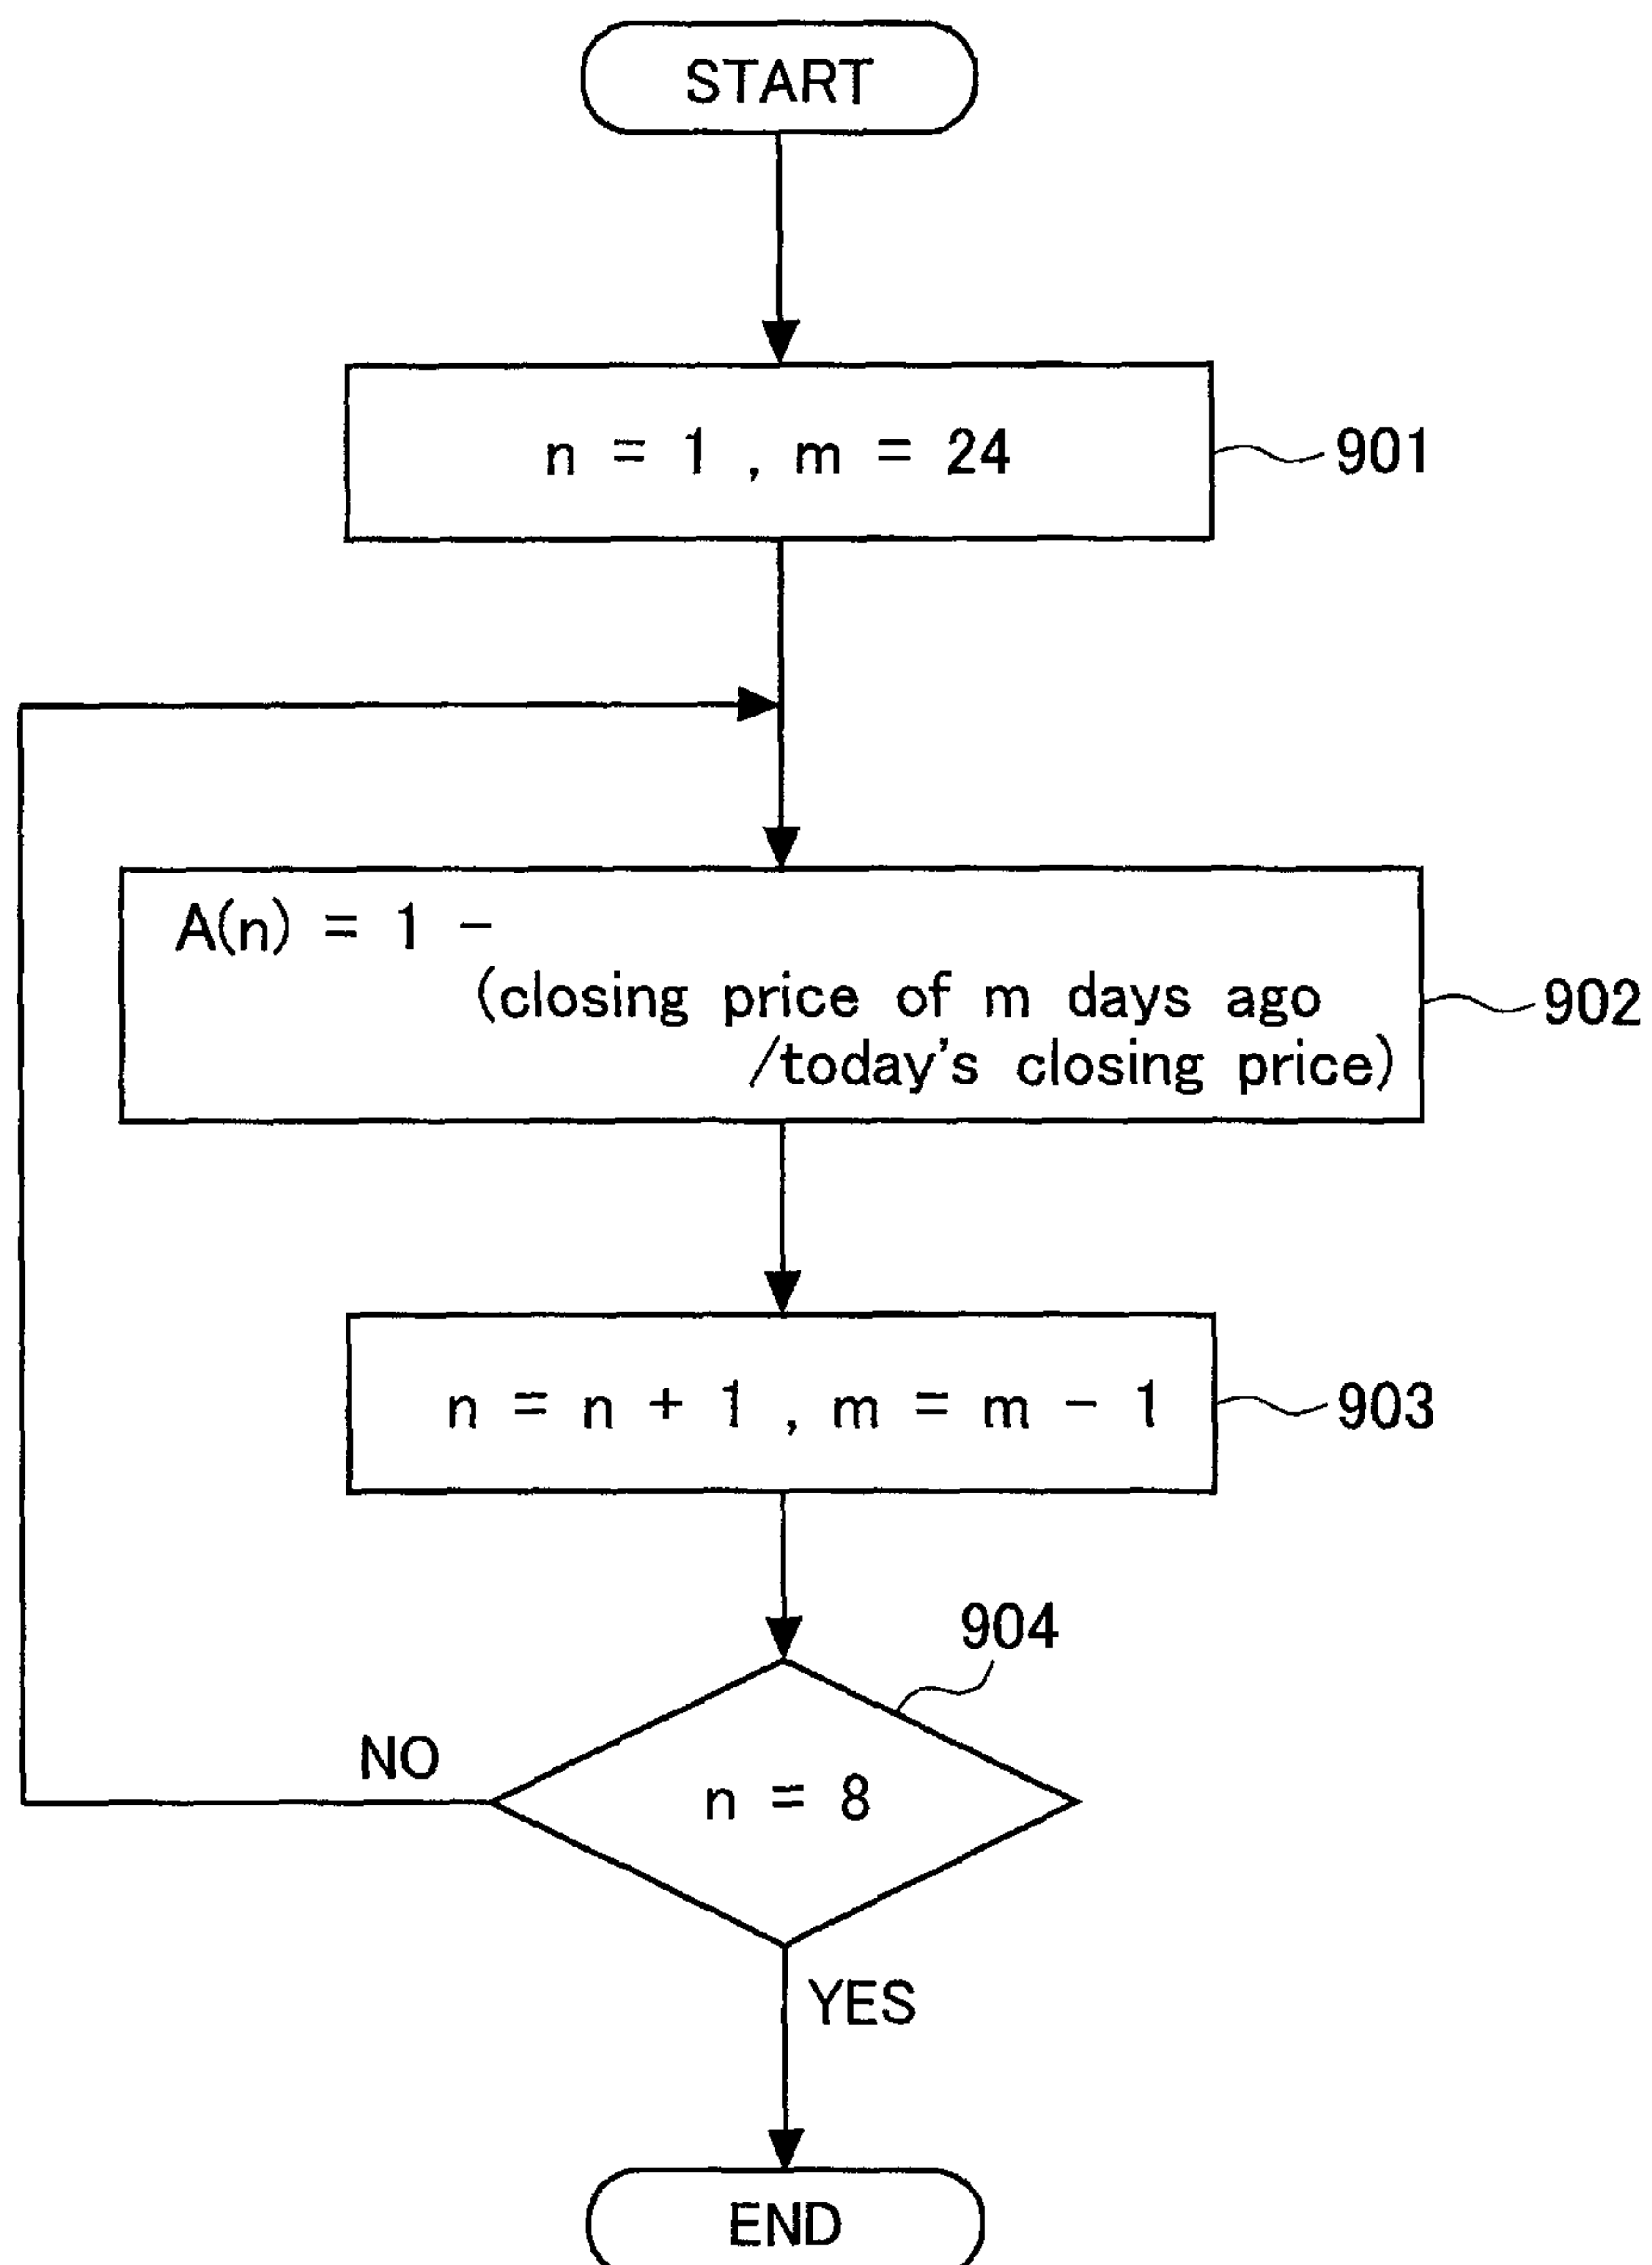 START
n = 1 , m = 24
901
A(n) = 1 -
(closing price of m days ago
/today's closing price)
902
n = n + 1 , m = m - 1
903
904
n = 8
NO
YES
END